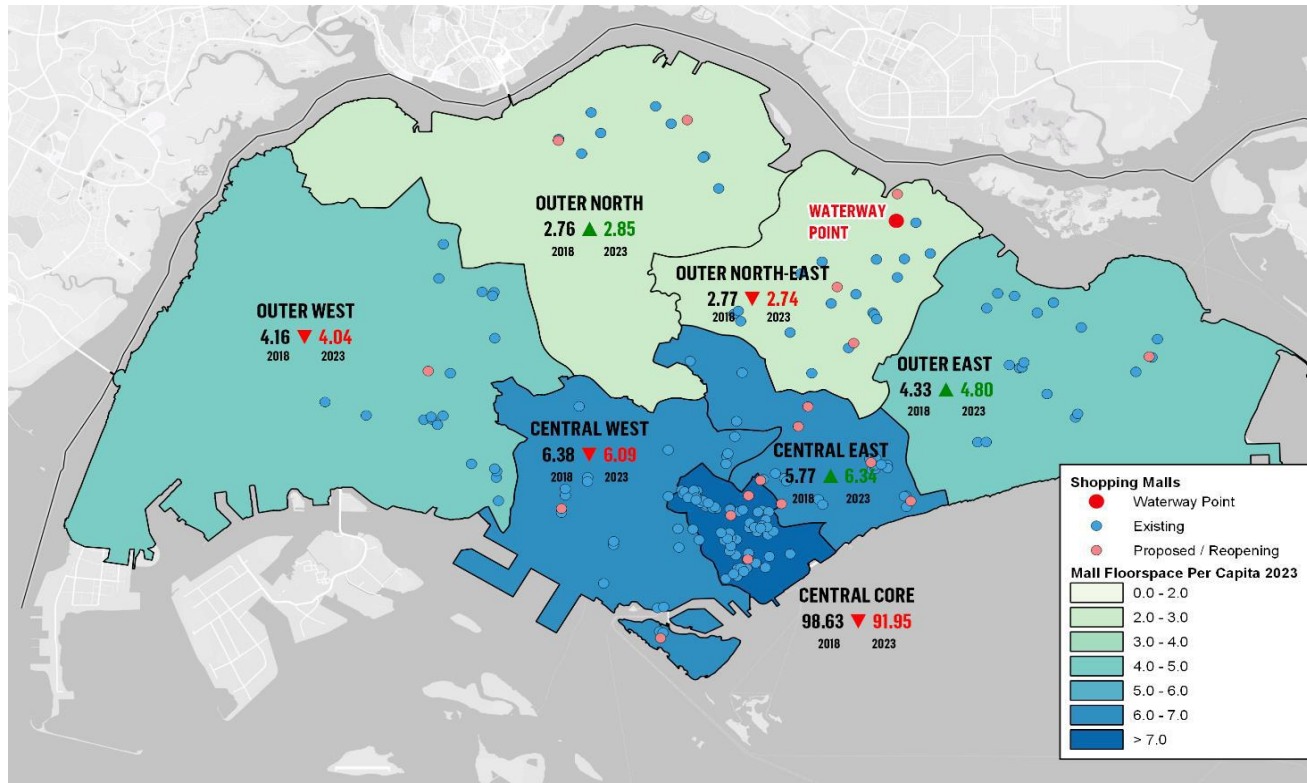 OUTER NORTH
2.76 ▲ 2.85
2018 2023
WATERWAY
POINT
OUTER NORTH-EAST
2.77 ▼ 2.74
2018 2023
OUTER WEST
4.16 ▼ 4.04
2018 2023
OUTER EAST
4.33 ▲ 4.80
2018 2023
CENTRAL WEST
6.38 ▼ 6.09
2018 2023
CENTRAL EAST
5.77 ▲ 6.34
2018 2023
CENTRAL CORE
98.63 ▼ 91.95
2018 2023
Shopping Malls
Waterway Point
Existing
Proposed / Reopening
Mall Floorspace Per Capita 2023
0.0 - 2.0
2.0 - 3.0
3.0 - 4.0
4.0 - 5.0
5.0 - 6.0
6.0 - 7.0
> 7.0